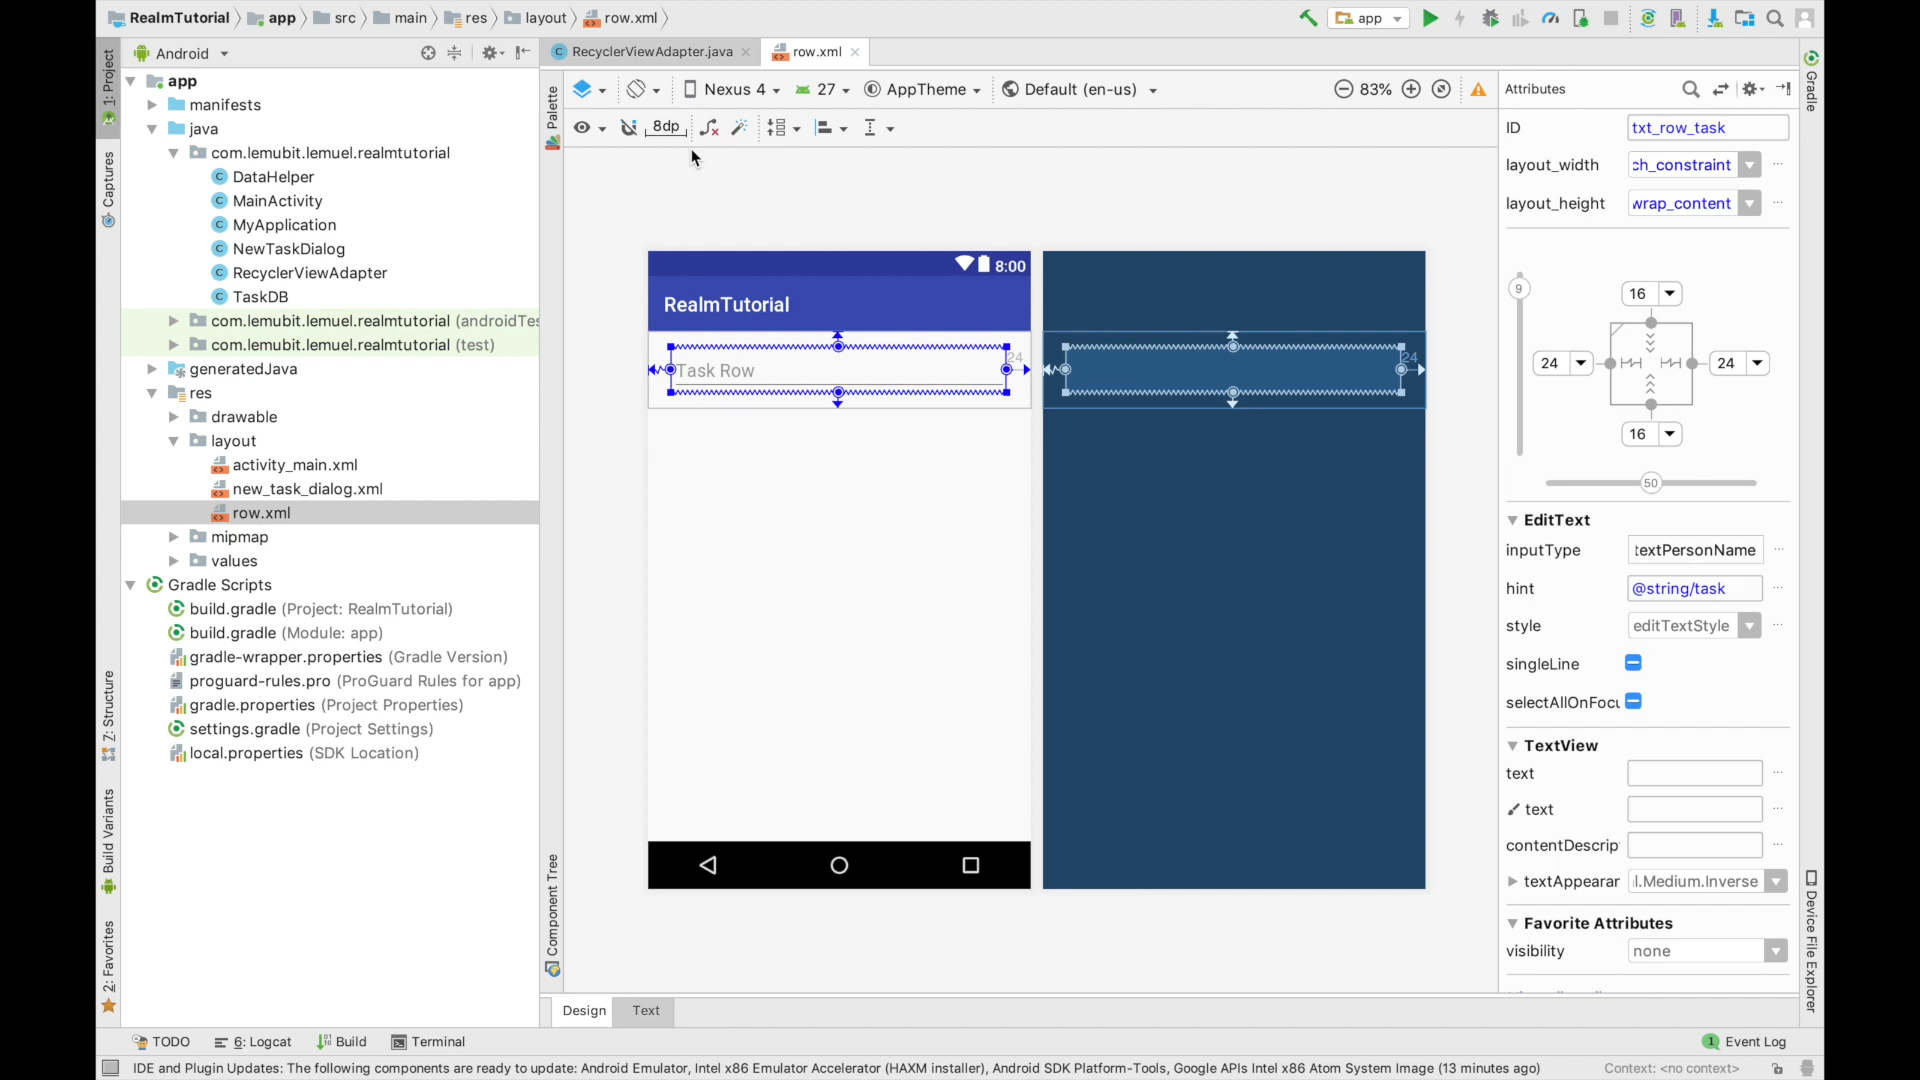 RealmTutorial app src main res layout row.xml
app
1: Project
Captures
Z: Structure
Build Variants
2: Favorites
Android
app
manifests
java
com.lemubit.lemuel.realmtutorial
DataHelper
MainActivity
MyApplication
NewTaskDialog
RecyclerViewAdapter
TaskDB
com.lemubit.lemuel.realmtutorial (androidTes
com.lemubit.lemuel.realmtutorial (test)
generatedJava
res
drawable
layout
activity_main.xml
new_task_dialog.xml
row.xml
mipmap
values
Gradle Scripts
build.gradle (Project: RealmTutorial)
build.gradle (Module: app)
gradle-wrapper.properties (Gradle Version)
proguard-rules.pro (ProGuard Rules for app)
gradle.properties (Project Properties)
settings.gradle (Project Settings)
local.properties (SDK Location)
RecyclerViewAdapter.java row.xml
Palette
Component Tree
Nexus 4 27 AppTheme Default (en-us) 83%
8dp
8:00
RealmTutorial
Task Row
24
24
Design Text
Attributes
ID txt_row_task
layout_width ch_constraint
layout_height wrap_content
9
16
24
24
16
50
EditText
inputType textPersonName
hint @string/task
style editTextStyle
singleLine
selectAllOnFocu
TextView
text
text
contentDescrip
textAppearar l.Medium.Inverse
Favorite Attributes
visibility none
Gradle
Device File Explorer
TODO 6: Logcat Build Terminal
1 Event Log
IDE and Plugin Updates: The following components are ready to update: Android Emulator, Intel x86 Emulator Accelerator (HAXM installer), Android SDK Platform-Tools, Google APIs Intel x86 Atom System Image (13 minutes ago)
Context: <no context>